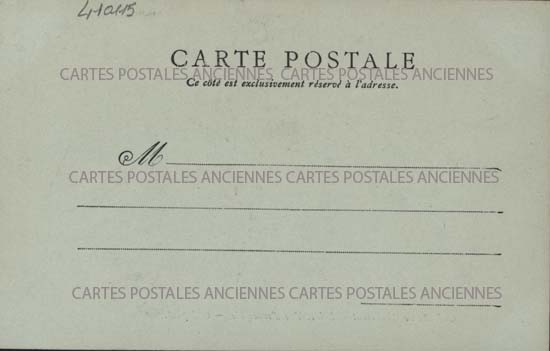 41045
CARTE POSTALE
CARTES POSTALES ANCIENNES CARTES POSTALES ANCIENNES
Ce côté est exclusivement réservé à l'adresse.
M
CARTES POSTALES ANCIENNES CARTES POSTALES ANCIENNES
CARTES POSTALES ANCIENNES CARTES POSTALES ANCIENNES